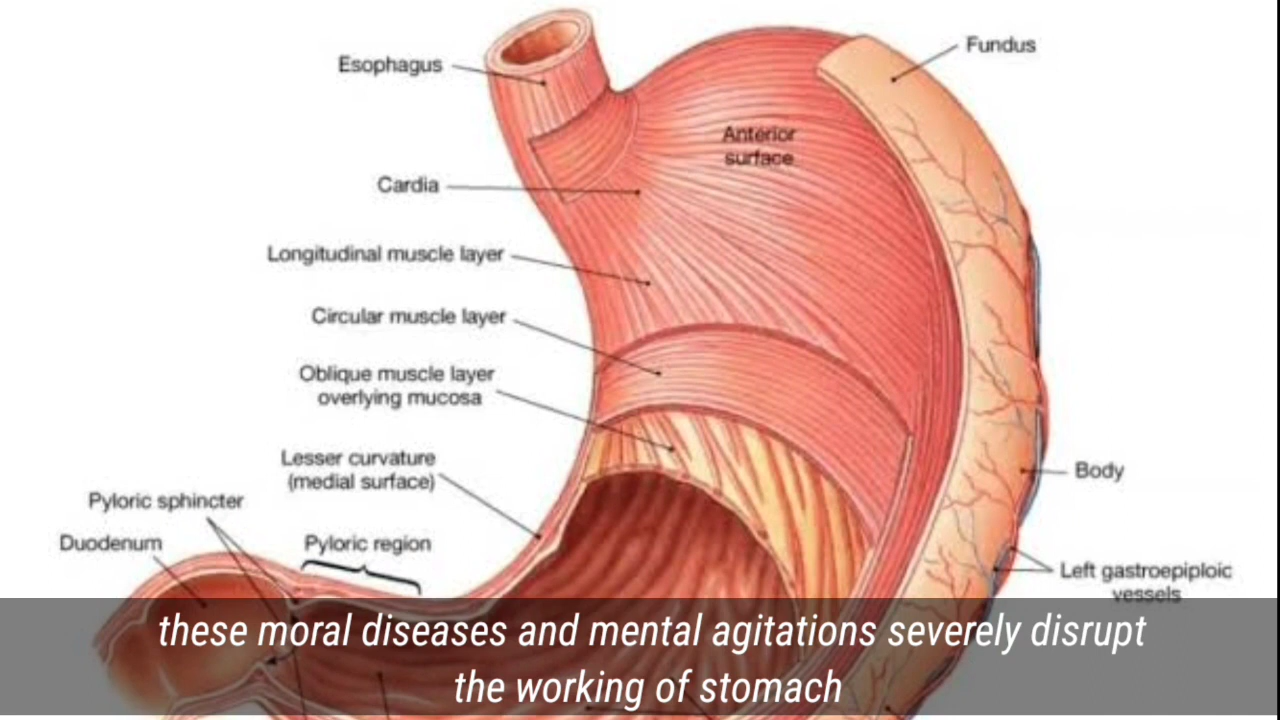 Esophagus
Fundus
Anterior
surface
Cardia
Longitudinal muscle layer
Circular muscle layer
Oblique muscle layer
overlying mucosa
Lesser curvature
(medial surface)
Body
Pyloric sphincter
Duodenum
Pyloric region
Left gastroepiploic
vessels
these moral diseases and mental agitations severely disrupt
the working of stomach